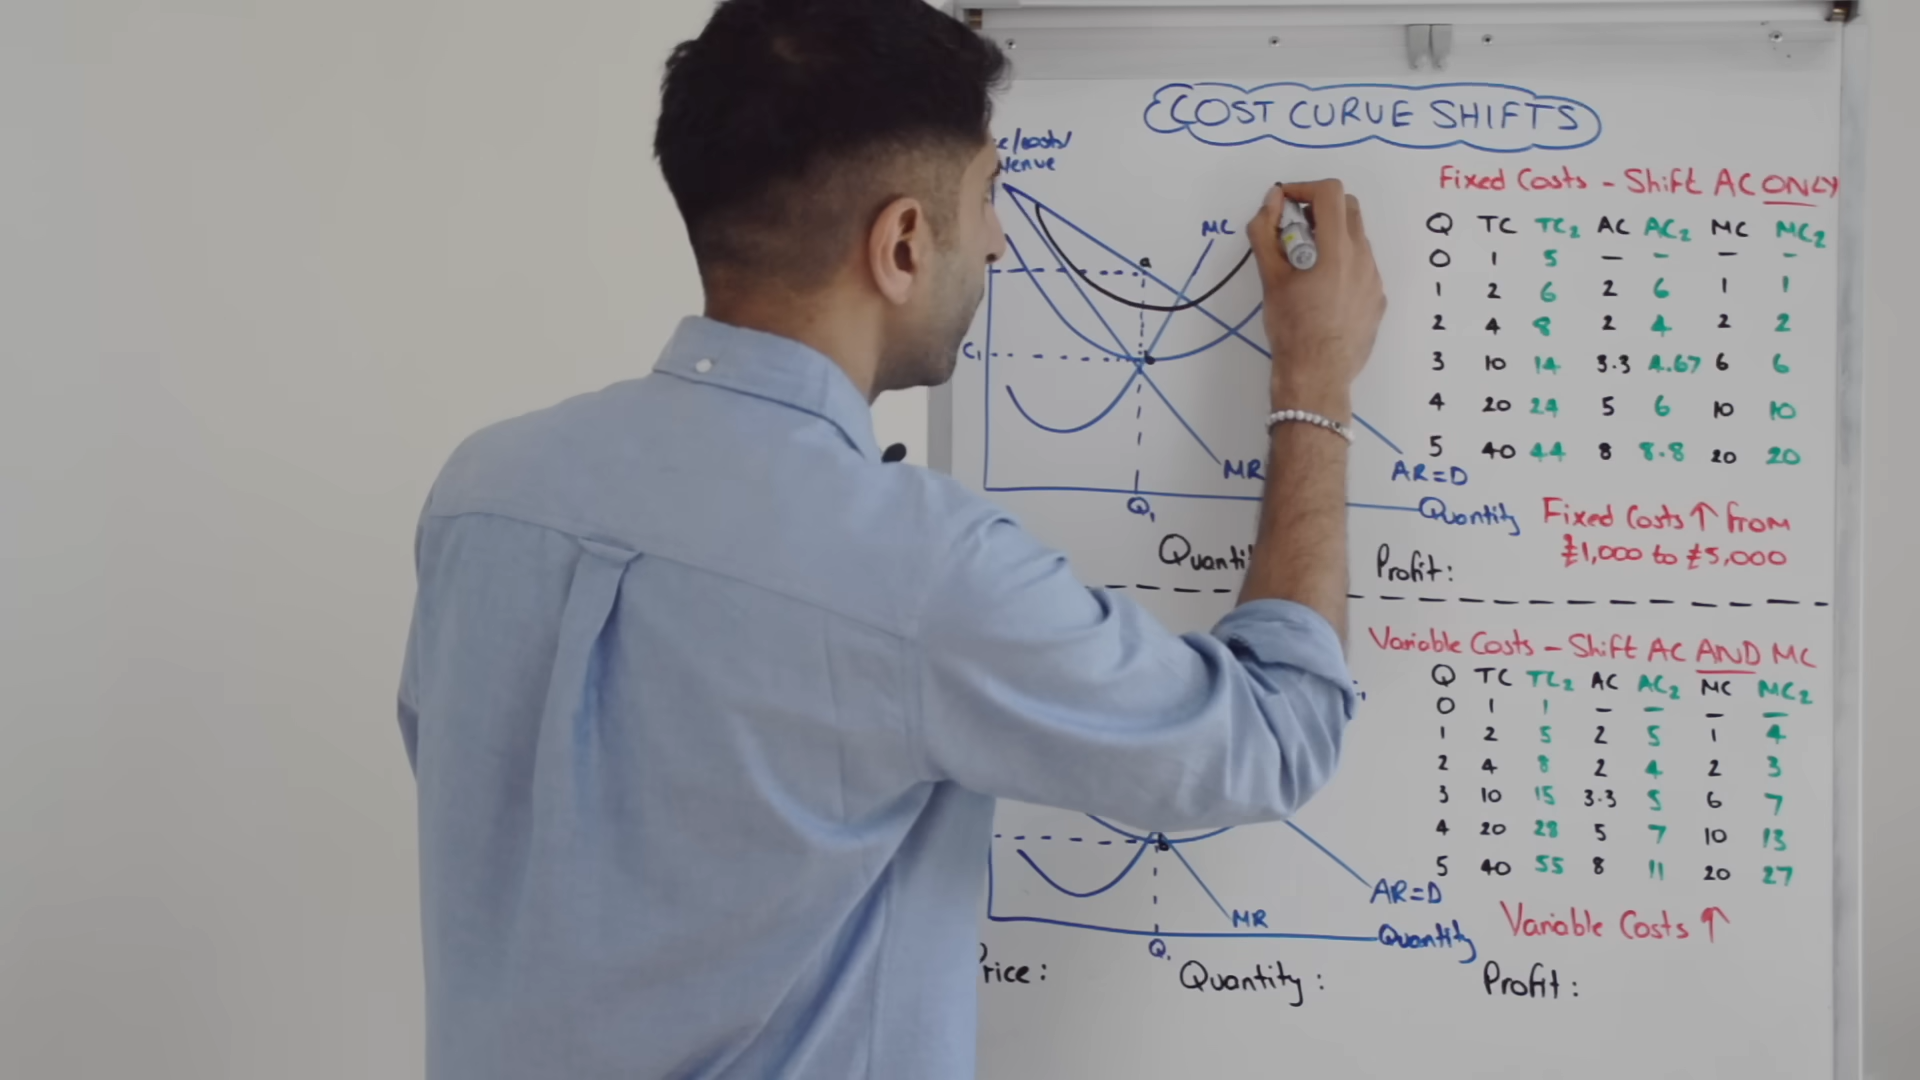 COST CURVE SHIFTS
MC
a
C1
b
MR
AR=D
Q1
Quantity
Profit:
Fixed Costs - Shift AC ONLY
Q TC TC2 AC AC2 MC MC2
0 1 5 - - - -
1 2 6 2 6 1 1
2 4 8 2 4 2 2
3 10 14 3.3 4.67 6 6
4 20 24 5 6 10 10
5 40 44 8 8.8 20 20
Fixed Costs ↑ from
£1,000 to £5,000
Variable Costs - Shift AC AND MC
Q TC TC2 AC AC2 MC MC2
0 1 1 - - - -
1 2 5 2 5 1 4
2 4 8 2 4 2 3
3 10 15 3.3 5 6 7
4 20 28 5 7 10 13
5 40 55 8 11 20 27
Variable Costs ↑
b
MR
AR=D
Q1
Quantity
Quantity:
Profit: